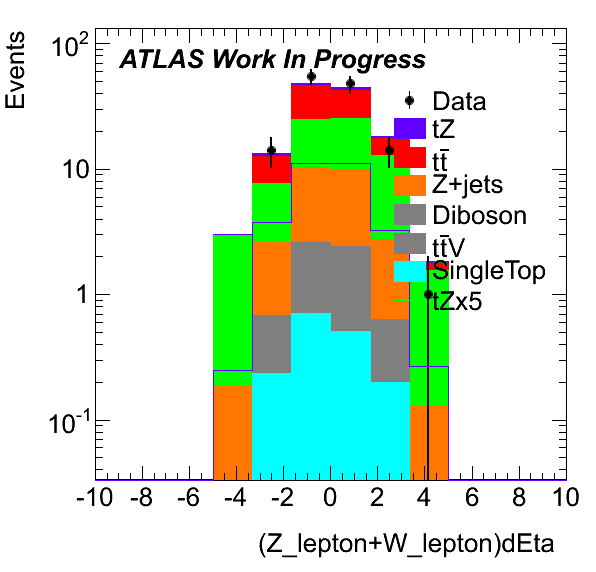 ATLAS Work In Progress
Events
10²
10
1
10⁻¹
Data
tZ
tt̄
Z+jets
Diboson
tt̄V
SingleTop
tZx5
-10 -8 -6 -4 -2 0 2 4 6 8 10
(Z_lepton+W_lepton)dEta